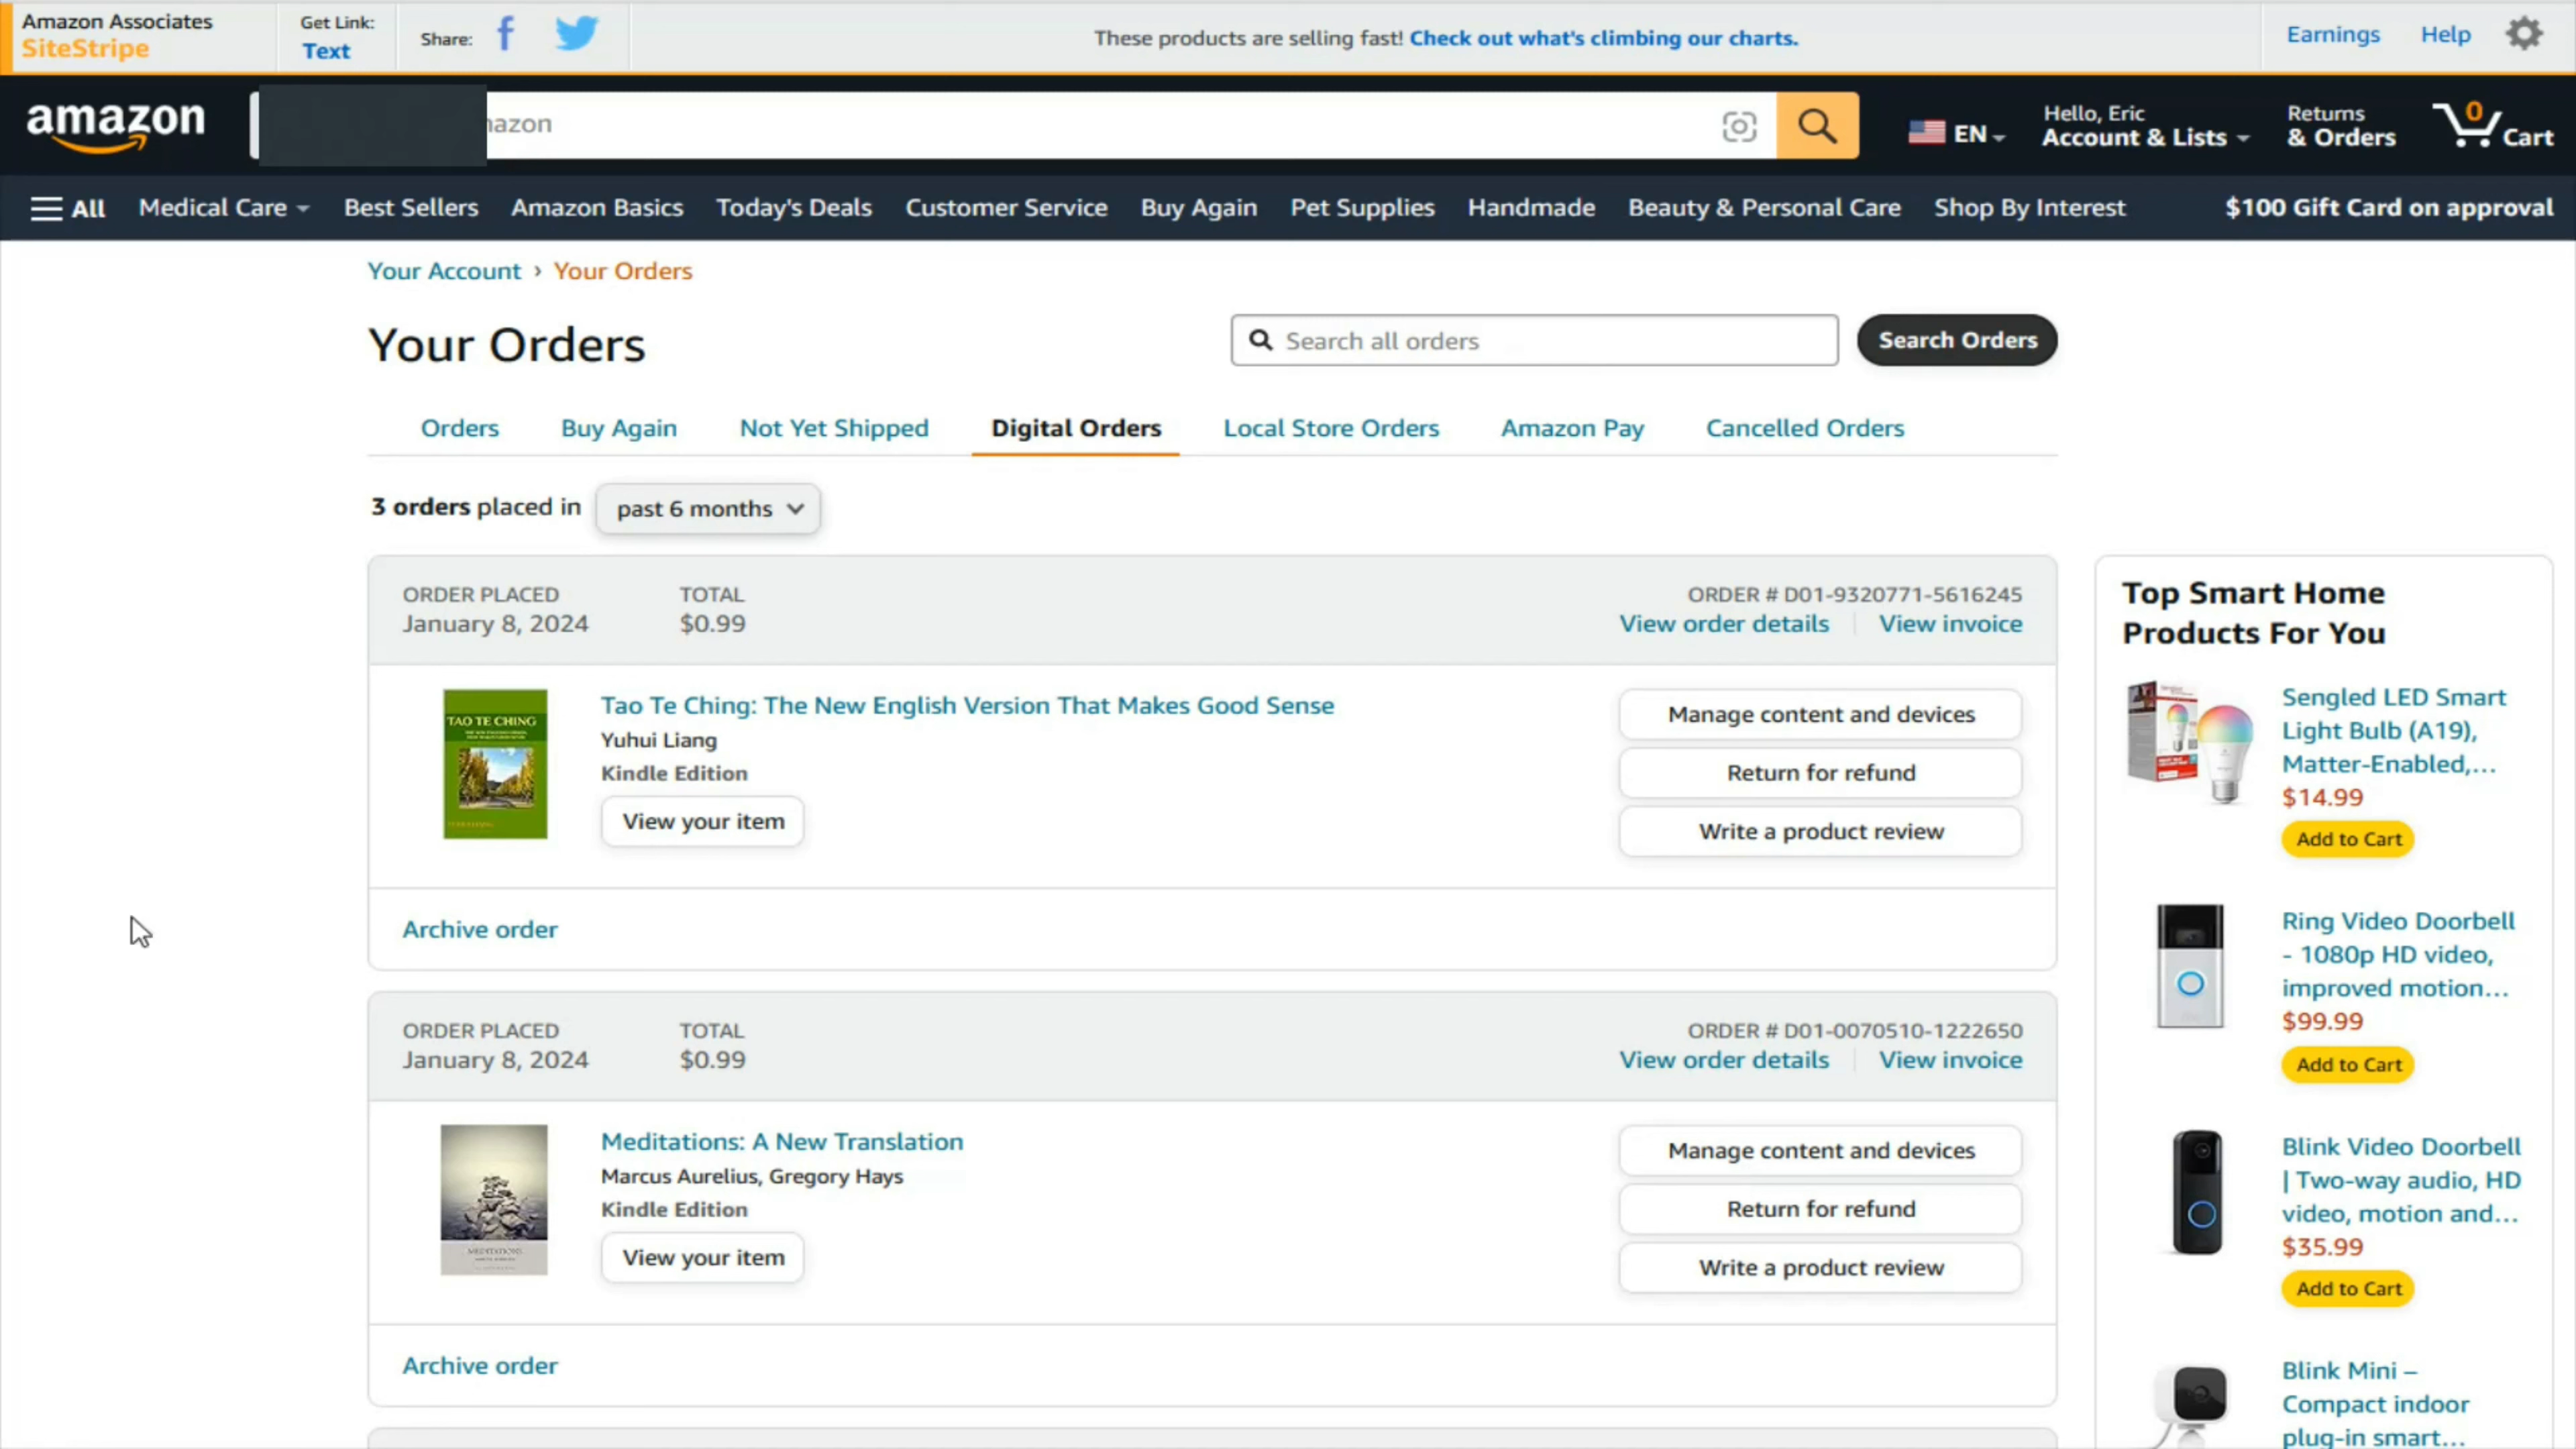 Amazon Associates
SiteStripe
Get Link:
Text
Share:
These products are selling fast! Check out what's climbing our charts.
Earnings
Help
amazon
EN
Hello, Eric
Account & Lists
Returns
& Orders
0
Cart
All
Medical Care
Best Sellers
Amazon Basics
Today's Deals
Customer Service
Buy Again
Pet Supplies
Handmade
Beauty & Personal Care
Shop By Interest
$100 Gift Card on approval
Your Account › Your Orders
Your Orders
Search all orders
Search Orders
Orders
Buy Again
Not Yet Shipped
Digital Orders
Local Store Orders
Amazon Pay
Cancelled Orders
3 orders placed in
past 6 months
ORDER PLACED
January 8, 2024
TOTAL
$0.99
ORDER # D01-9320771-5616245
View order details
View invoice
TAO TE CHING
Tao Te Ching: The New English Version That Makes Good Sense
Yuhui Liang
Kindle Edition
View your item
Manage content and devices
Return for refund
Write a product review
Archive order
ORDER PLACED
January 8, 2024
TOTAL
$0.99
ORDER # D01-0070510-1222650
View order details
View invoice
MEDITATIONS
Meditations: A New Translation
Marcus Aurelius, Gregory Hays
Kindle Edition
View your item
Manage content and devices
Return for refund
Write a product review
Archive order
Top Smart Home
Products For You
Sengled LED Smart
Light Bulb (A19),
Matter-Enabled,...
$14.99
Add to Cart
Ring Video Doorbell
- 1080p HD video,
improved motion...
$99.99
Add to Cart
Blink Video Doorbell
| Two-way audio, HD
video, motion and...
$35.99
Add to Cart
Blink Mini –
Compact indoor
plug-in smart...